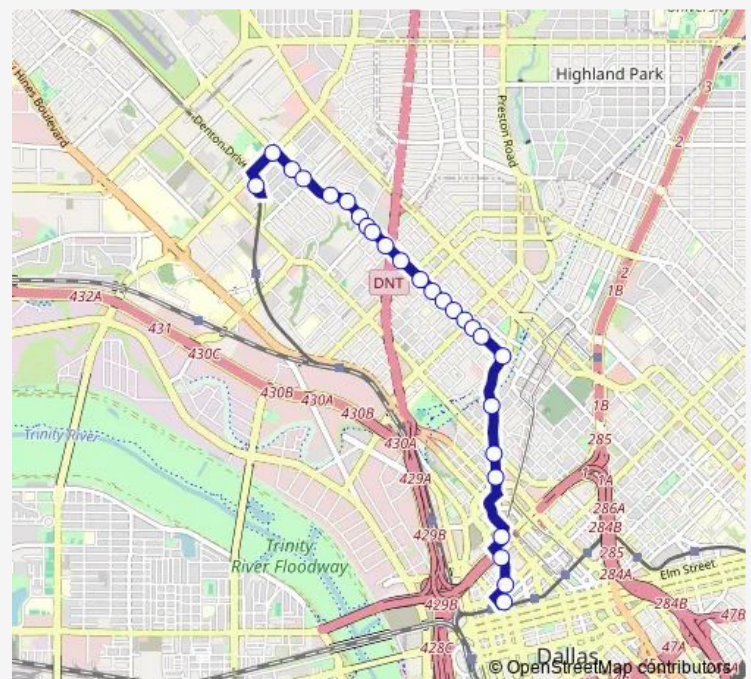 Highland Park
3
Hines Boulevard
Denton Drive
Preston Road
2
DNT
2
1B
432A
431
430C
430B
430A
430B
1B
Trinity River
430A
285
429A
1A
286A
284B
Trinity
River Floodway
429B
285
284A
Elm Street
429B
284B
47B
428C
47A
Dallas
© OpenStreetMap contributors